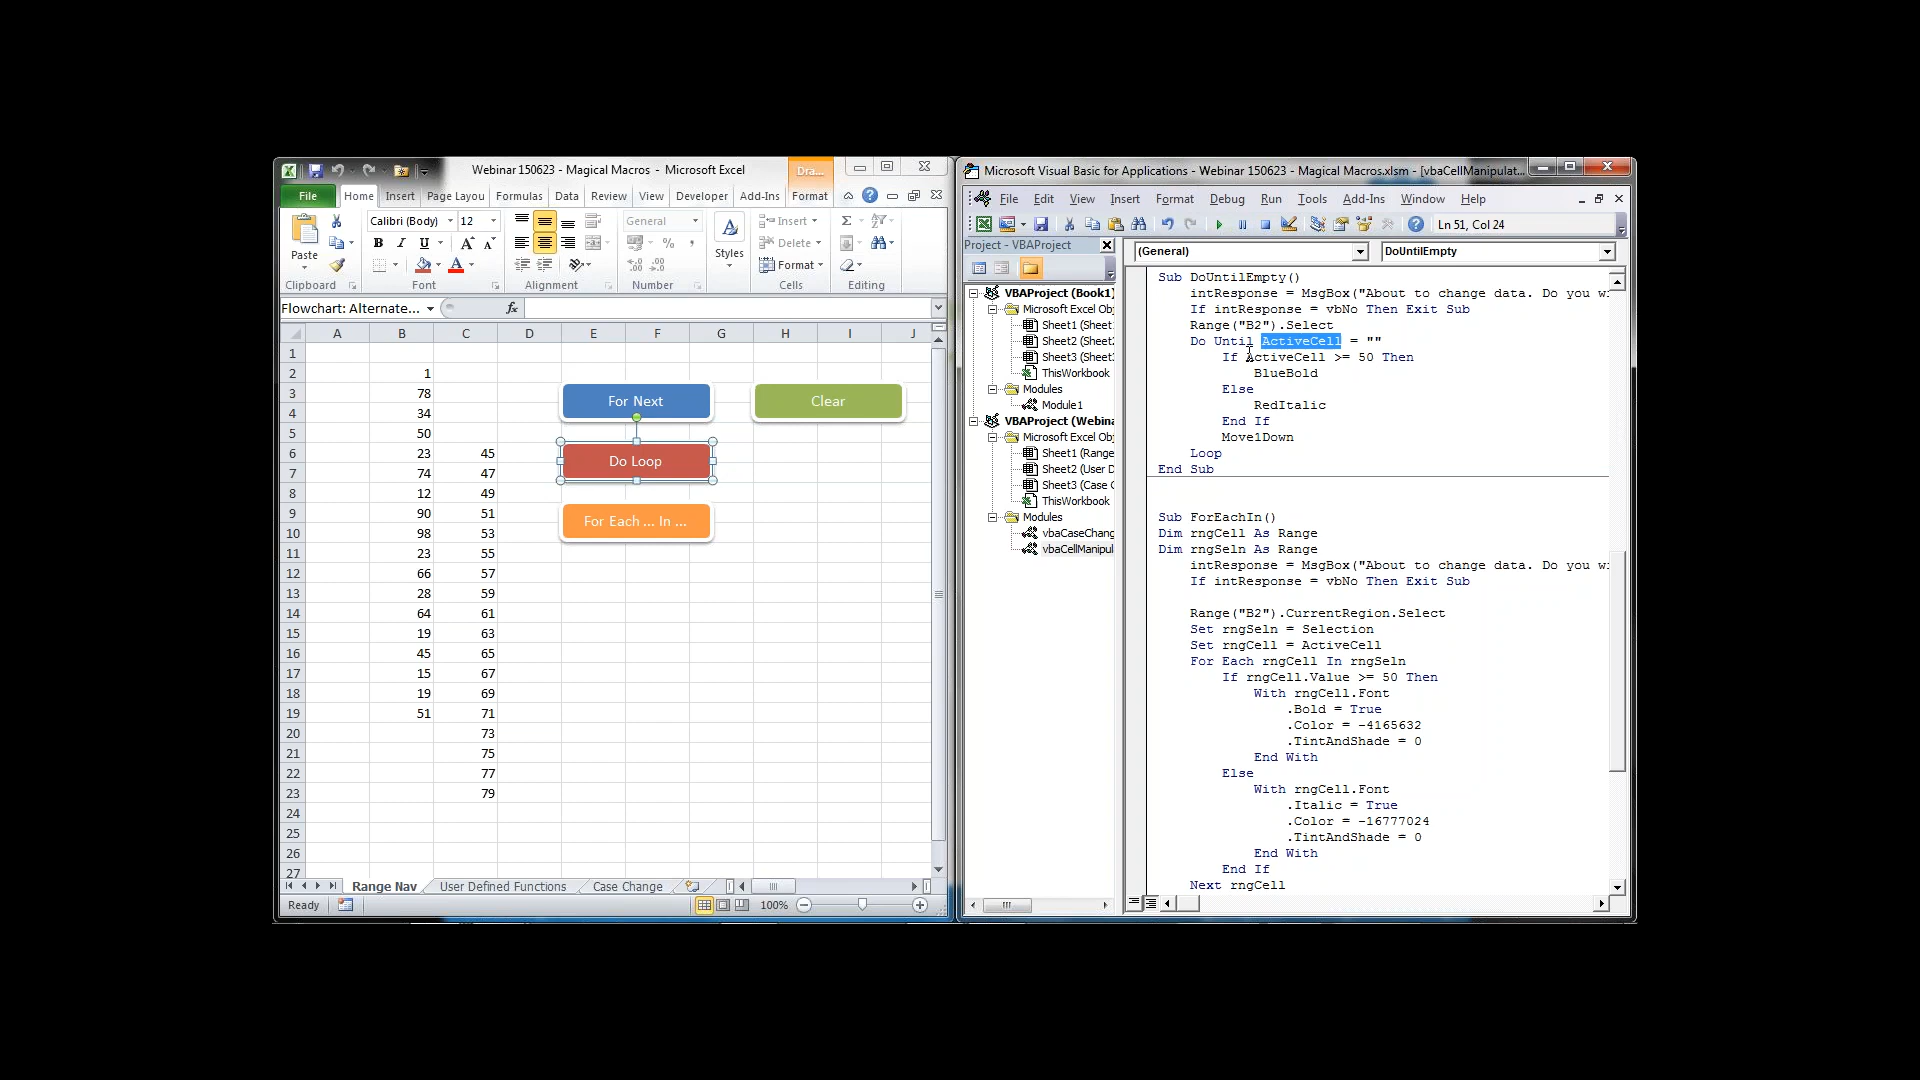 Webinar 150623 - Magical Macros - Microsoft Excel
Dra...
File Home Insert Page Layout Formulas Data Review View Developer Add-Ins Format
Paste
Calibri (Body) 12
B I U
A A
General
Styles
Insert
Delete
Format
Clipboard Font Alignment Number Cells Editing
Flowchart: Alternate... fx
A B C D E F G H I J
1
2 1
3 78
4 34
5 50
6 23 45
7 74 47
8 12 49
9 90 51
10 98 53
11 23 55
12 66 57
13 28 59
14 64 61
15 19 63
16 45 65
17 15 67
18 19 69
19 51 71
20 73
21 75
22 77
23 79
24
25
26
27
For Next
Clear
Do Loop
For Each ... In ...
Range Nav User Defined Functions Case Change
Ready 100%
Microsoft Visual Basic for Applications - Webinar 150623 - Magical Macros.xlsm - [vbaCellManipulat...
File Edit View Insert Format Debug Run Tools Add-Ins Window Help
Ln 51, Col 24
Project - VBAProject
VBAProject (Book1)
Microsoft Excel Obj
Sheet1 (Sheet1
Sheet2 (Sheet2
Sheet3 (Sheet3
ThisWorkbook
Modules
Module1
VBAProject (Webina
Microsoft Excel Obj
Sheet1 (Range
Sheet2 (User D
Sheet3 (Case C
ThisWorkbook
Modules
vbaCaseChang
vbaCellManipul
(General) DoUntilEmpty
Sub DoUntilEmpty()
intResponse = MsgBox("About to change data. Do you wi
If intResponse = vbNo Then Exit Sub
Range("B2").Select
Do Until ActiveCell = ""
If ActiveCell >= 50 Then
BlueBold
Else
RedItalic
End If
Move1Down
Loop
End Sub
Sub ForEachIn()
Dim rngCell As Range
Dim rngSeln As Range
intResponse = MsgBox("About to change data. Do you wi
If intResponse = vbNo Then Exit Sub
Range("B2").CurrentRegion.Select
Set rngSeln = Selection
Set rngCell = ActiveCell
For Each rngCell In rngSeln
If rngCell.Value >= 50 Then
With rngCell.Font
.Bold = True
.Color = -4165632
.TintAndShade = 0
End With
Else
With rngCell.Font
.Italic = True
.Color = -16777024
.TintAndShade = 0
End With
End If
Next rngCell